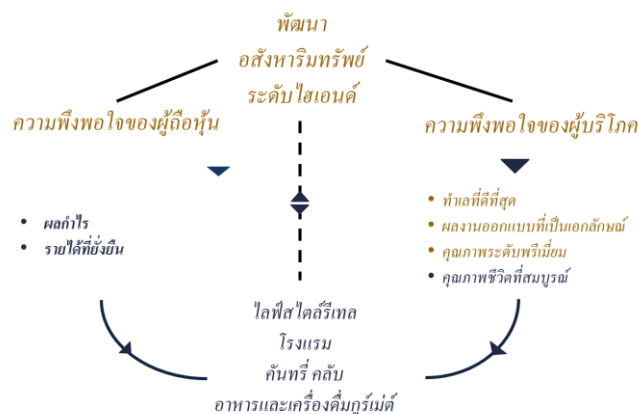 พัฒนา
อสังหาริมทรัพย์
ระดับไฮเอนด์
ความพึงพอใจของผู้ถือหุ้น
ความพึงพอใจของผู้บริโภค
• ผลกำไร
• รายได้ที่ยั่งยืน
• ทำเลที่ดีที่สุด
• ผลงานออกแบบที่เป็นเอกลักษณ์
• คุณภาพระดับพรีเมี่ยม
• คุณภาพชีวิตที่สมบูรณ์
ไลฟ์สไตล์รีเทล
โรงแรม
คันทรี่ คลับ
อาหารและเครื่องดื่มกูร์เม่ต์